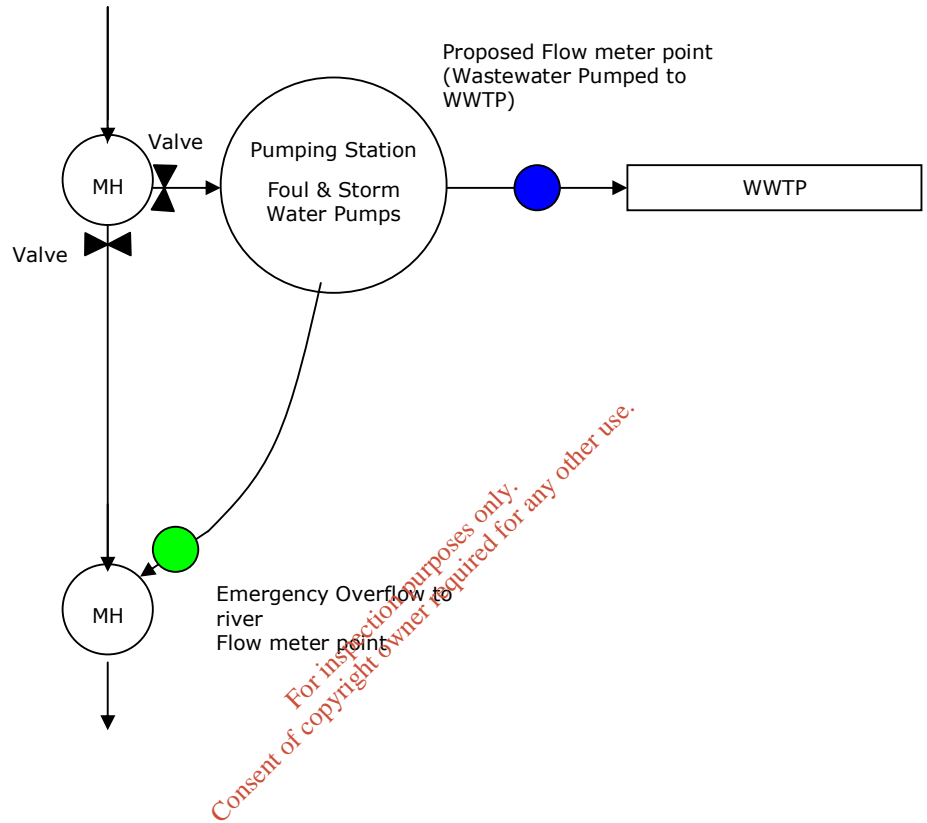 Proposed Flow meter point
(Wastewater Pumped to
WWTP)
Valve
Pumping Station
Foul & Storm
Water Pumps
MH
WWTP
Valve
Emergency Overflow to
river
Flow meter point
MH
For inspection purposes only.
Consent of copyright owner required for any other use.